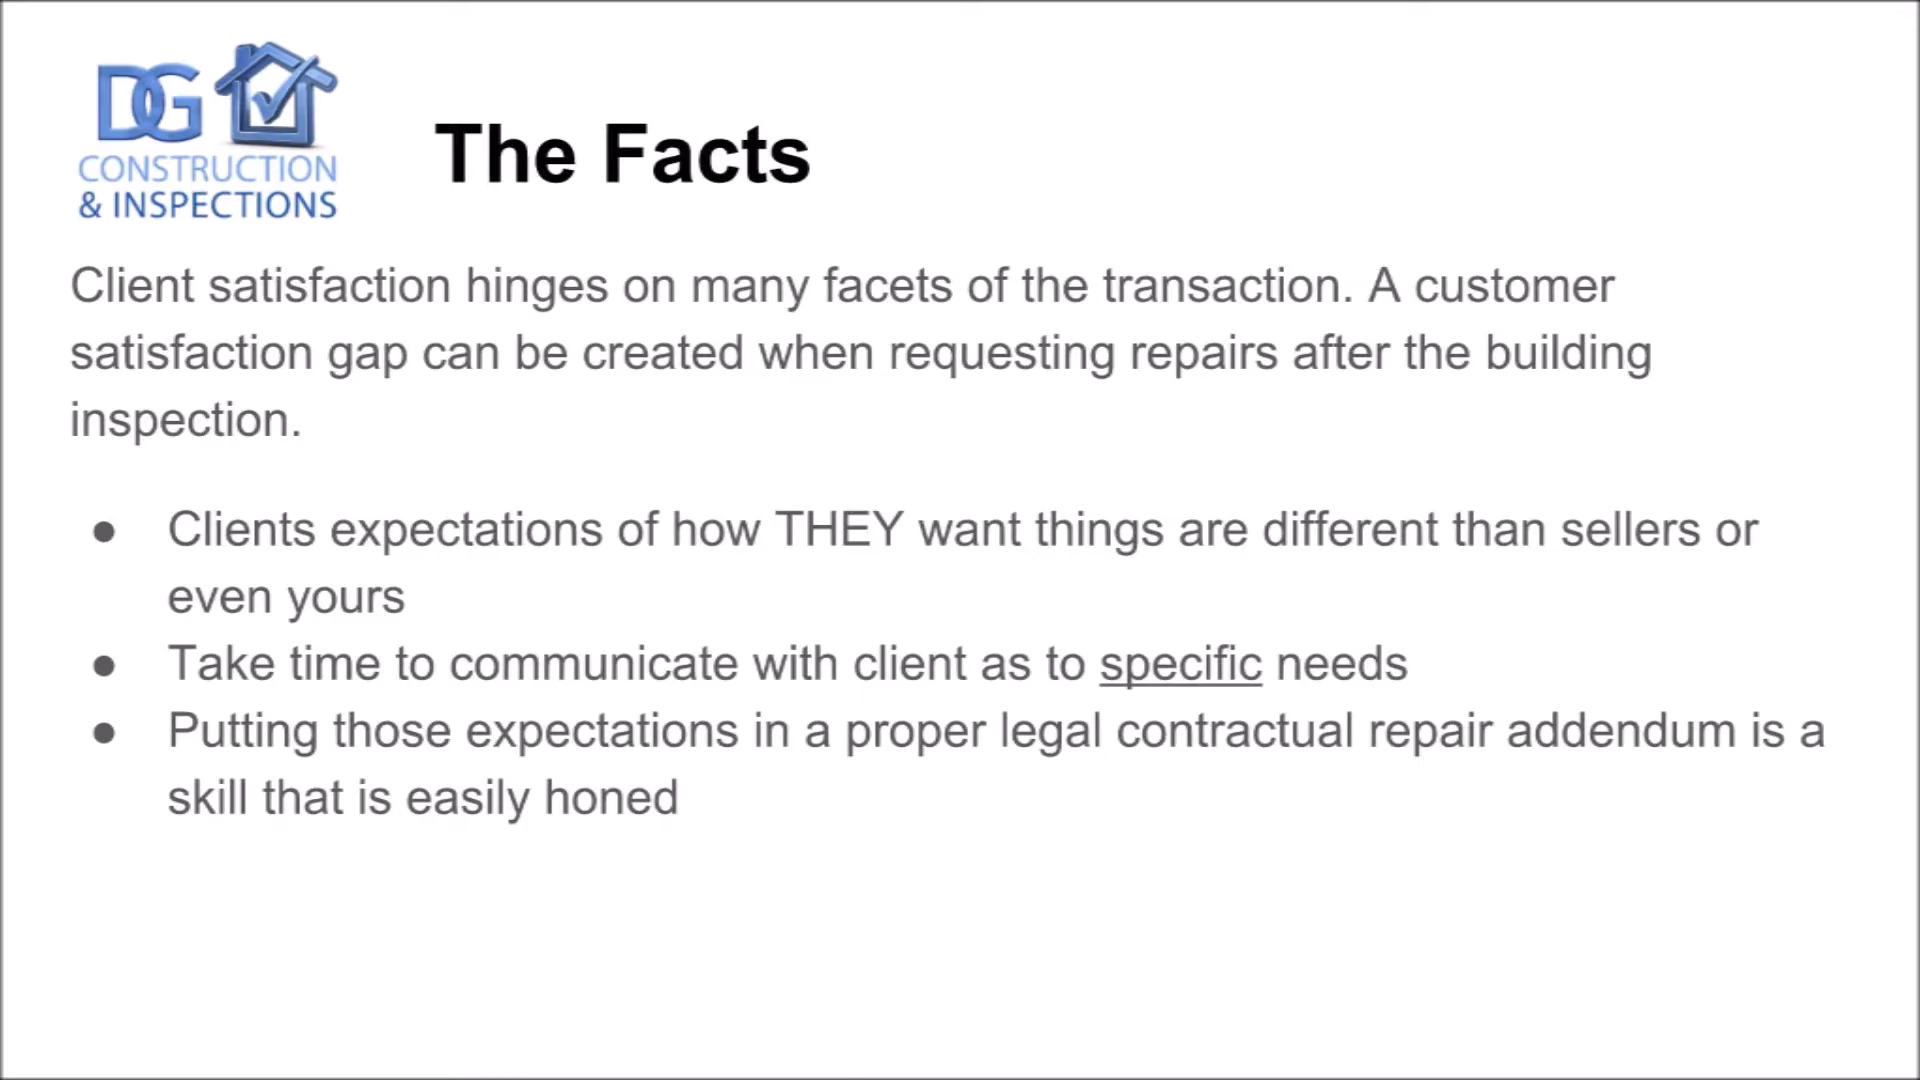 DG
CONSTRUCTION
& INSPECTIONS
The Facts
Client satisfaction hinges on many facets of the transaction. A customer
satisfaction gap can be created when requesting repairs after the building
inspection.
● Clients expectations of how THEY want things are different than sellers or
even yours
● Take time to communicate with client as to specific needs
● Putting those expectations in a proper legal contractual repair addendum is a
skill that is easily honed